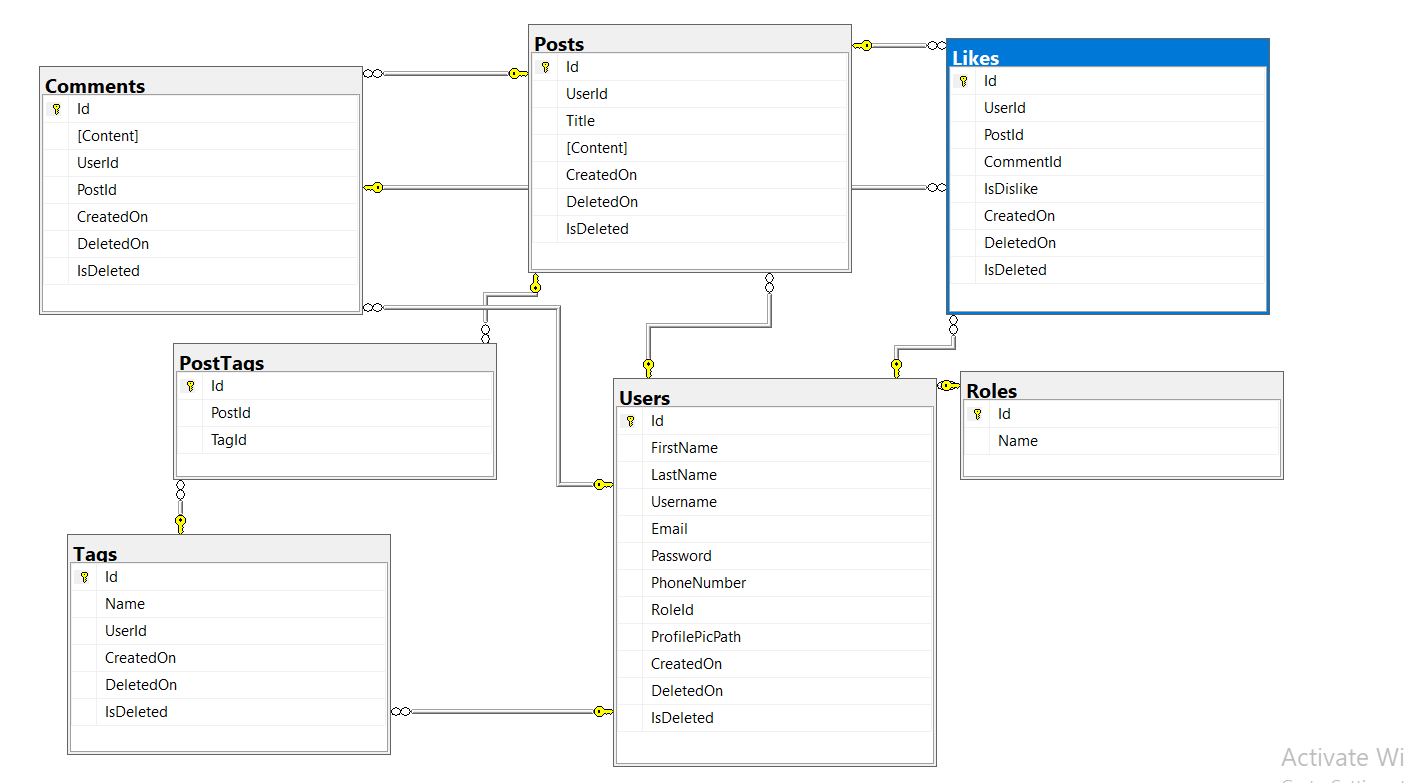 Comments
Id
[Content]
UserId
PostId
CreatedOn
DeletedOn
IsDeleted
Posts
Id
UserId
Title
[Content]
CreatedOn
DeletedOn
IsDeleted
Likes
Id
UserId
PostId
CommentId
IsDislike
CreatedOn
DeletedOn
IsDeleted
PostTags
Id
PostId
TagId
Users
Id
FirstName
LastName
Username
Email
Password
PhoneNumber
RoleId
ProfilePicPath
CreatedOn
DeletedOn
IsDeleted
Roles
Id
Name
Tags
Id
Name
UserId
CreatedOn
DeletedOn
IsDeleted
Activate Wi